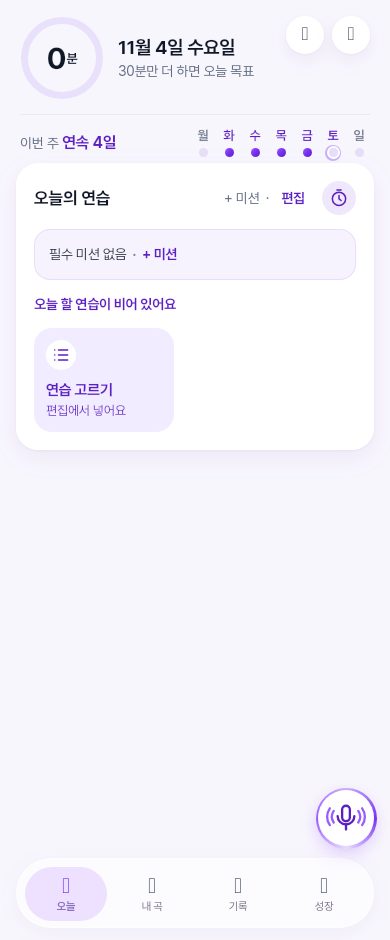 0분
11월 4일 수요일
30분만 더 하면 오늘 목표
이번 주 연속 4일
월 화 수 목 금 토 일
오늘의 연습
+ 미션 · 편집
필수 미션 없음 · + 미션
오늘 할 연습이 비어 있어요
연습 고르기
편집에서 넣어요
오늘 내 곡 기록 성장